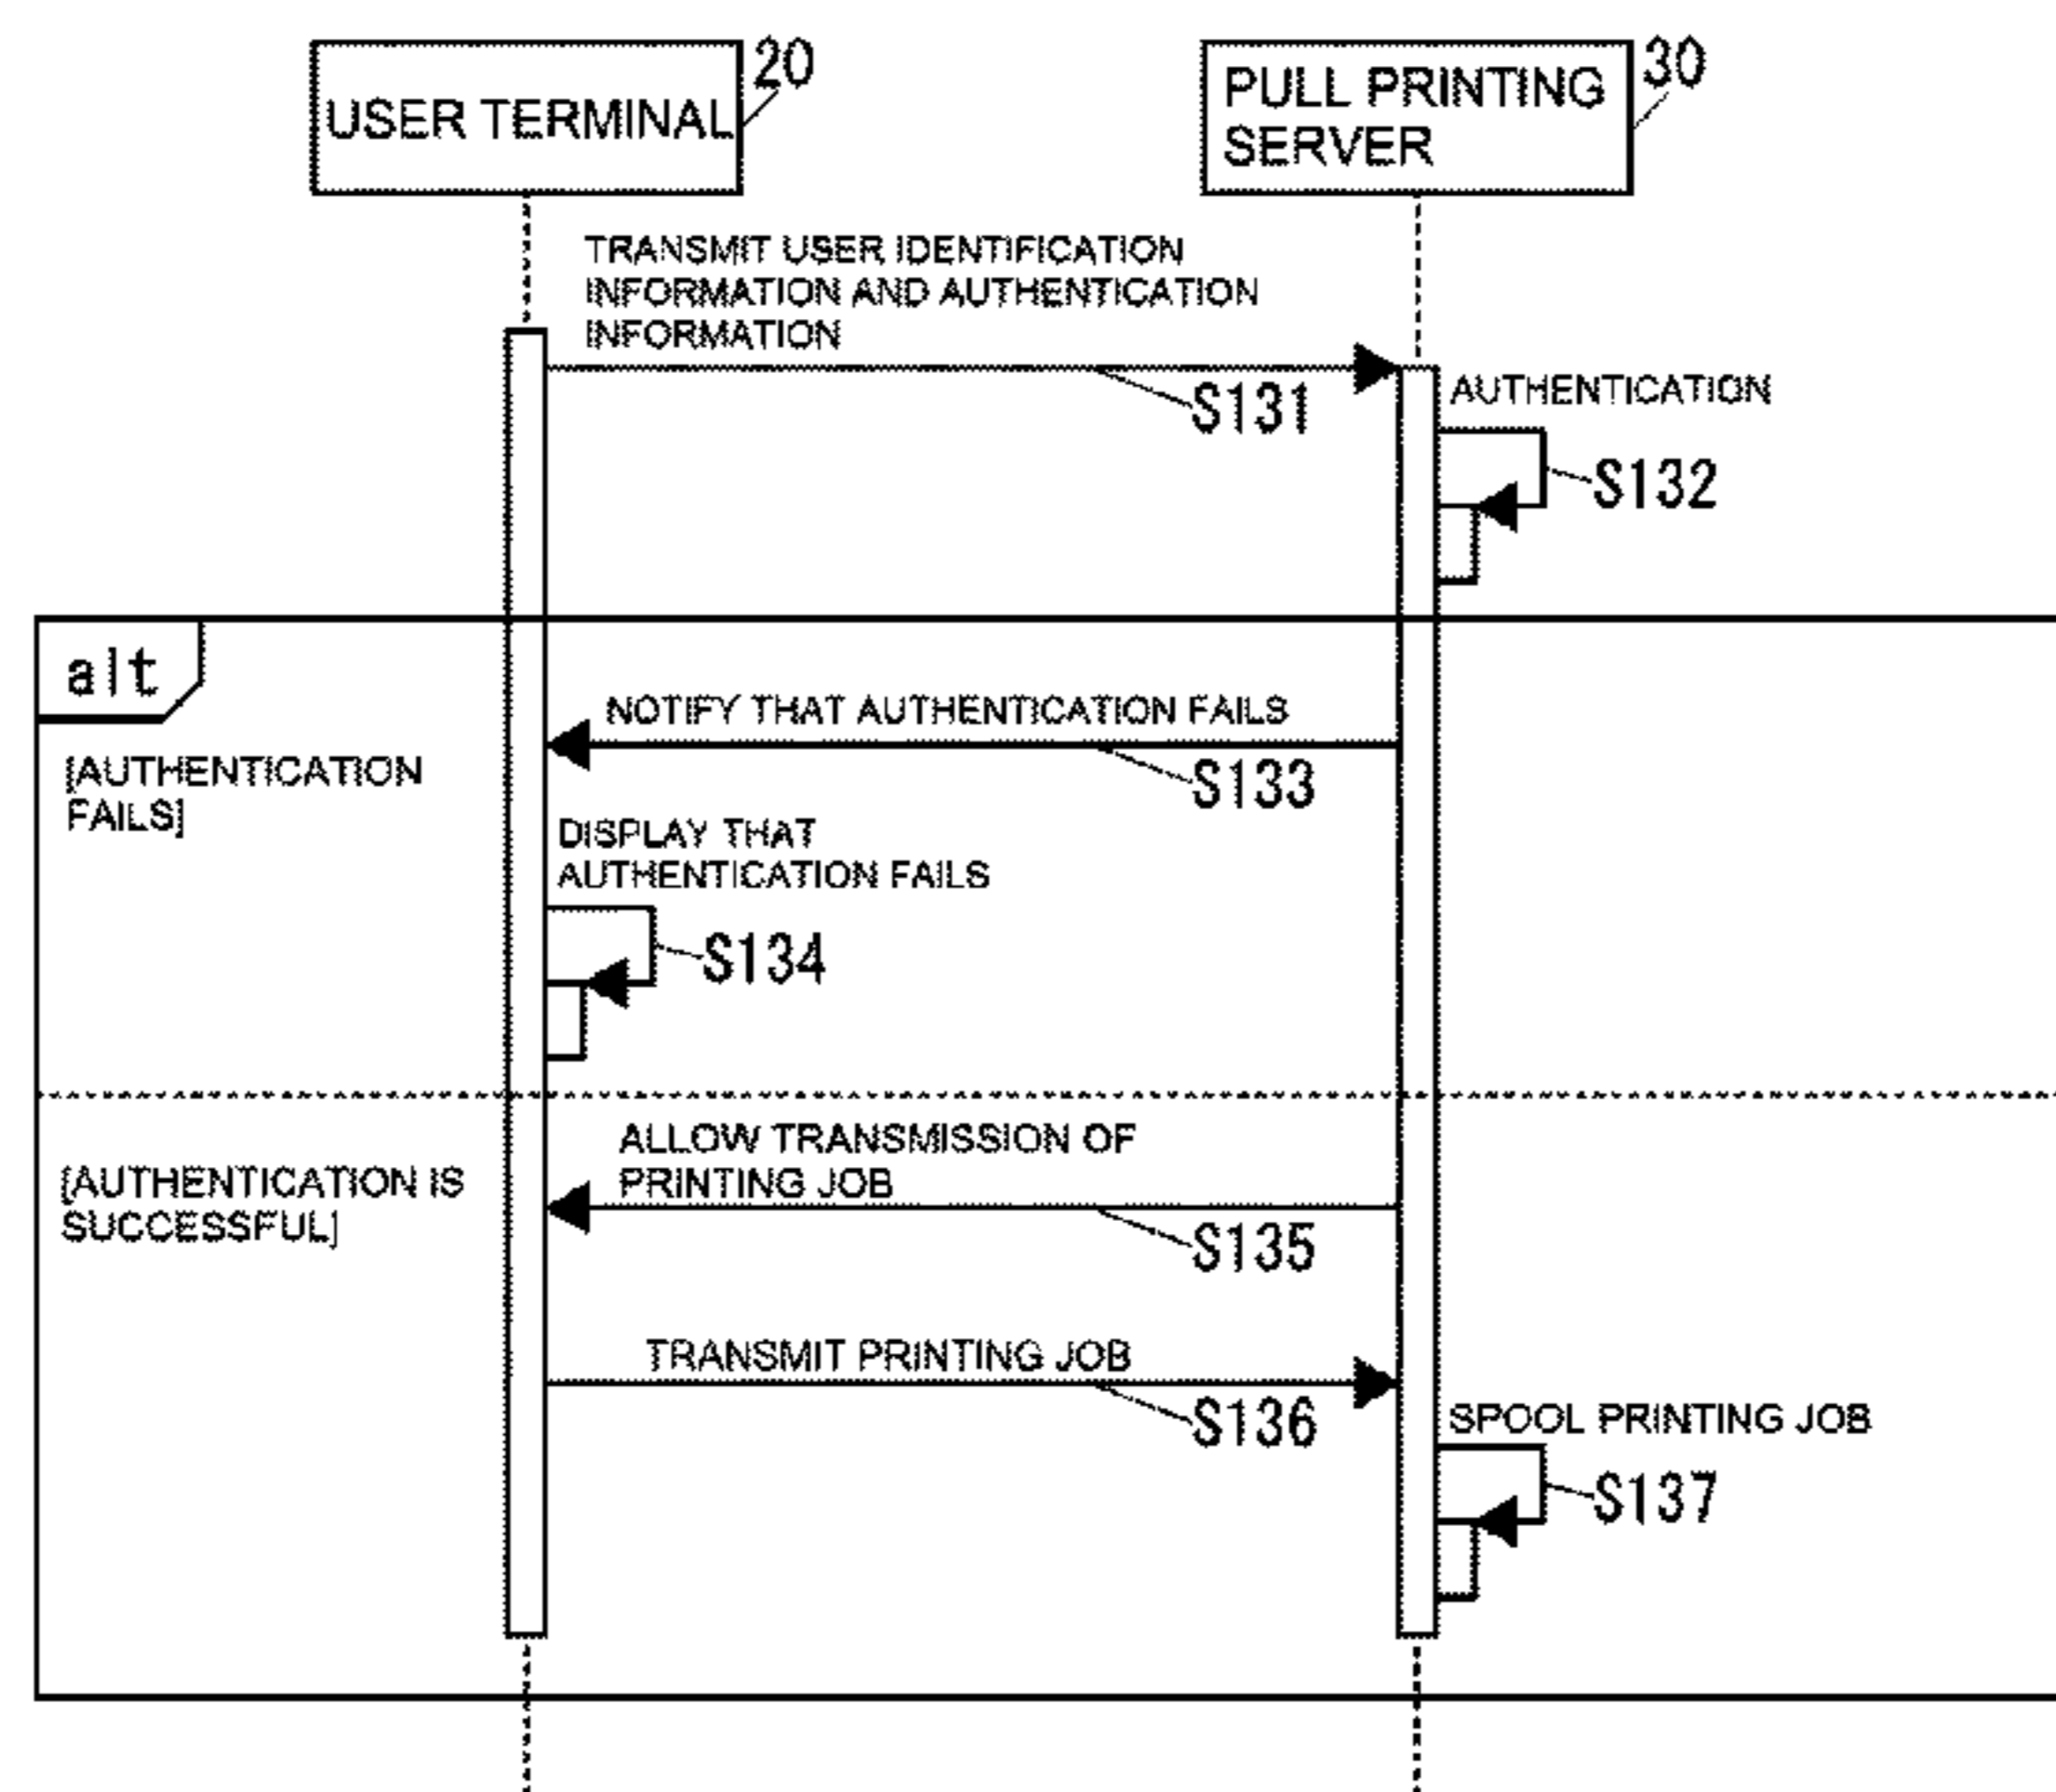 20
30
USER TERMINAL
PULL PRINTING
SERVER
TRANSMIT USER IDENTIFICATION
INFORMATION AND AUTHENTICATION
INFORMATION
S131
AUTHENTICATION
S132
alt
NOTIFY THAT AUTHENTICATION FAILS
S133
[AUTHENTICATION
FAILS]
DISPLAY THAT
AUTHENTICATION FAILS
S134
ALLOW TRANSMISSION OF
PRINTING JOB
[AUTHENTICATION IS
SUCCESSFUL]
S135
TRANSMIT PRINTING JOB
S136
SPOOL PRINTING JOB
S137